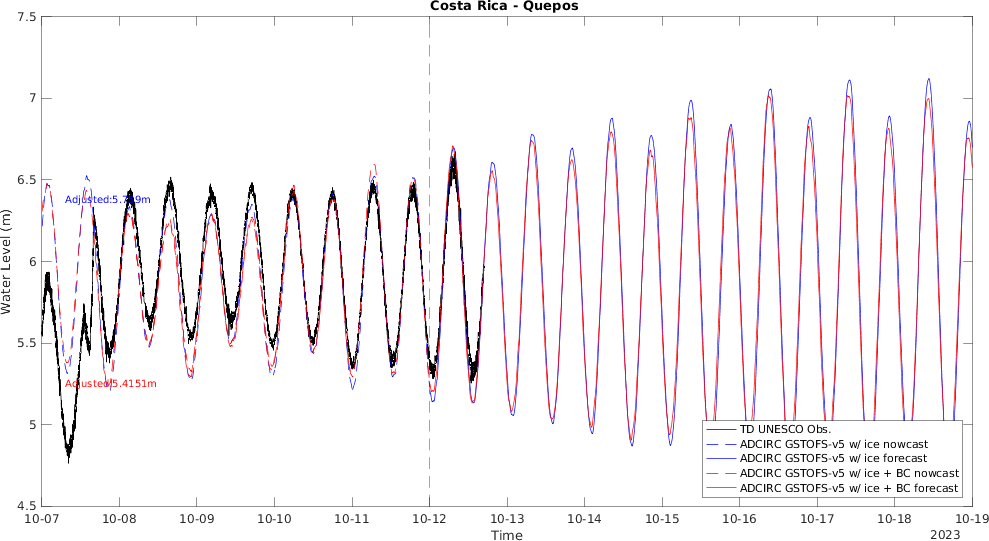 Costa Rica - Quepos
7.5
7
6.5
6
5.5
5
4.5
Water Level (m)
Adjusted:5.4151m
TD UNESCO Obs.
ADCIRC GSTOFS-v5 w/ ice nowcast
ADCIRC GSTOFS-v5 w/ ice forecast
ADCIRC GSTOFS-v5 w/ ice + BC nowcast
ADCIRC GSTOFS-v5 w/ ice + BC forecast
10-07 10-08 10-09 10-10 10-11 10-12 10-13 10-14 10-15 10-16 10-17 10-18 10-19
Time
2023